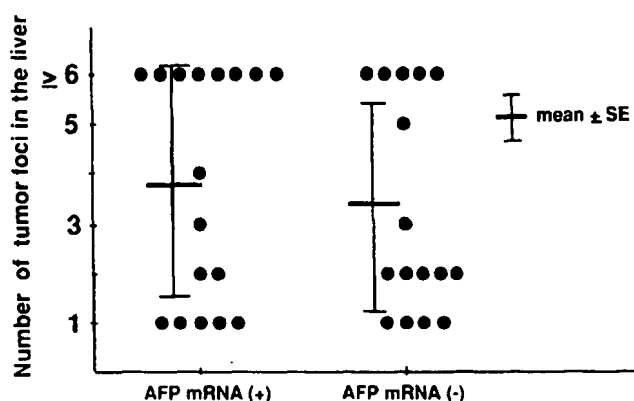 Number of tumor foci in the liver
≥6
5
3
1
mean ± SE
AFP mRNA (+)
AFP mRNA (-)